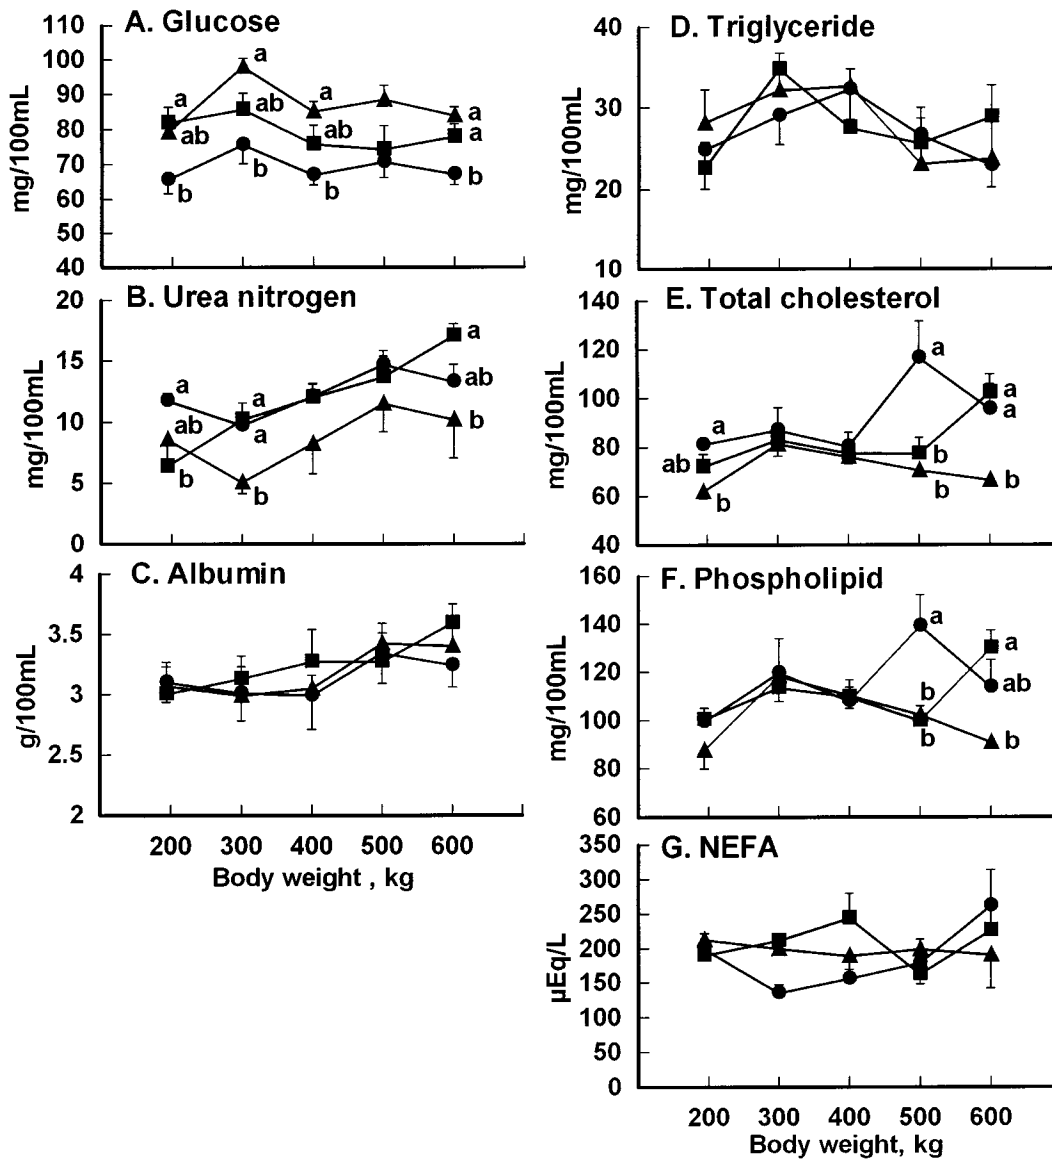 A. Glucose
mg/100mL
110
100
90
80
70
60
50
40
a
ab
b
a
ab
b
a
ab
b
a
a
b
B. Urea nitrogen
mg/100mL
20
15
10
5
0
a
ab
b
a
a
b
a
ab
b
C. Albumin
g/100mL
4
3.5
3
2.5
2
200 300 400 500 600
Body weight , kg
D. Triglyceride
mg/100mL
40
30
20
10
E. Total cholesterol
mg/100mL
140
120
100
80
60
40
a
ab
b
a
b
b
a
a
b
F. Phospholipid
mg/100mL
160
140
120
100
80
60
a
b
b
a
ab
b
G. NEFA
µEq/L
350
300
250
200
150
100
50
0
200 300 400 500 600
Body weight, kg